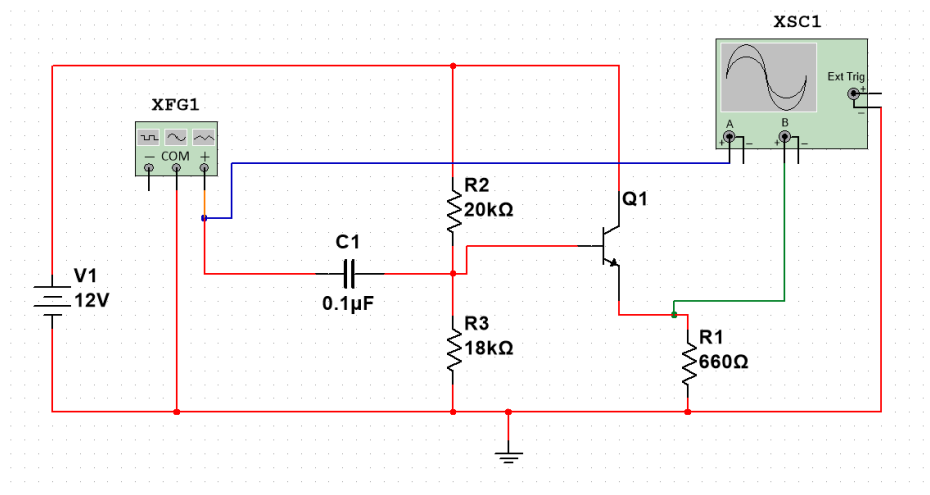 XSC1
Ext Trig
+
−
A
B
+ −
+ −
XFG1
− COM +
R2
20kΩ
Q1
C1
0.1µF
V1
12V
R3
18kΩ
R1
660Ω